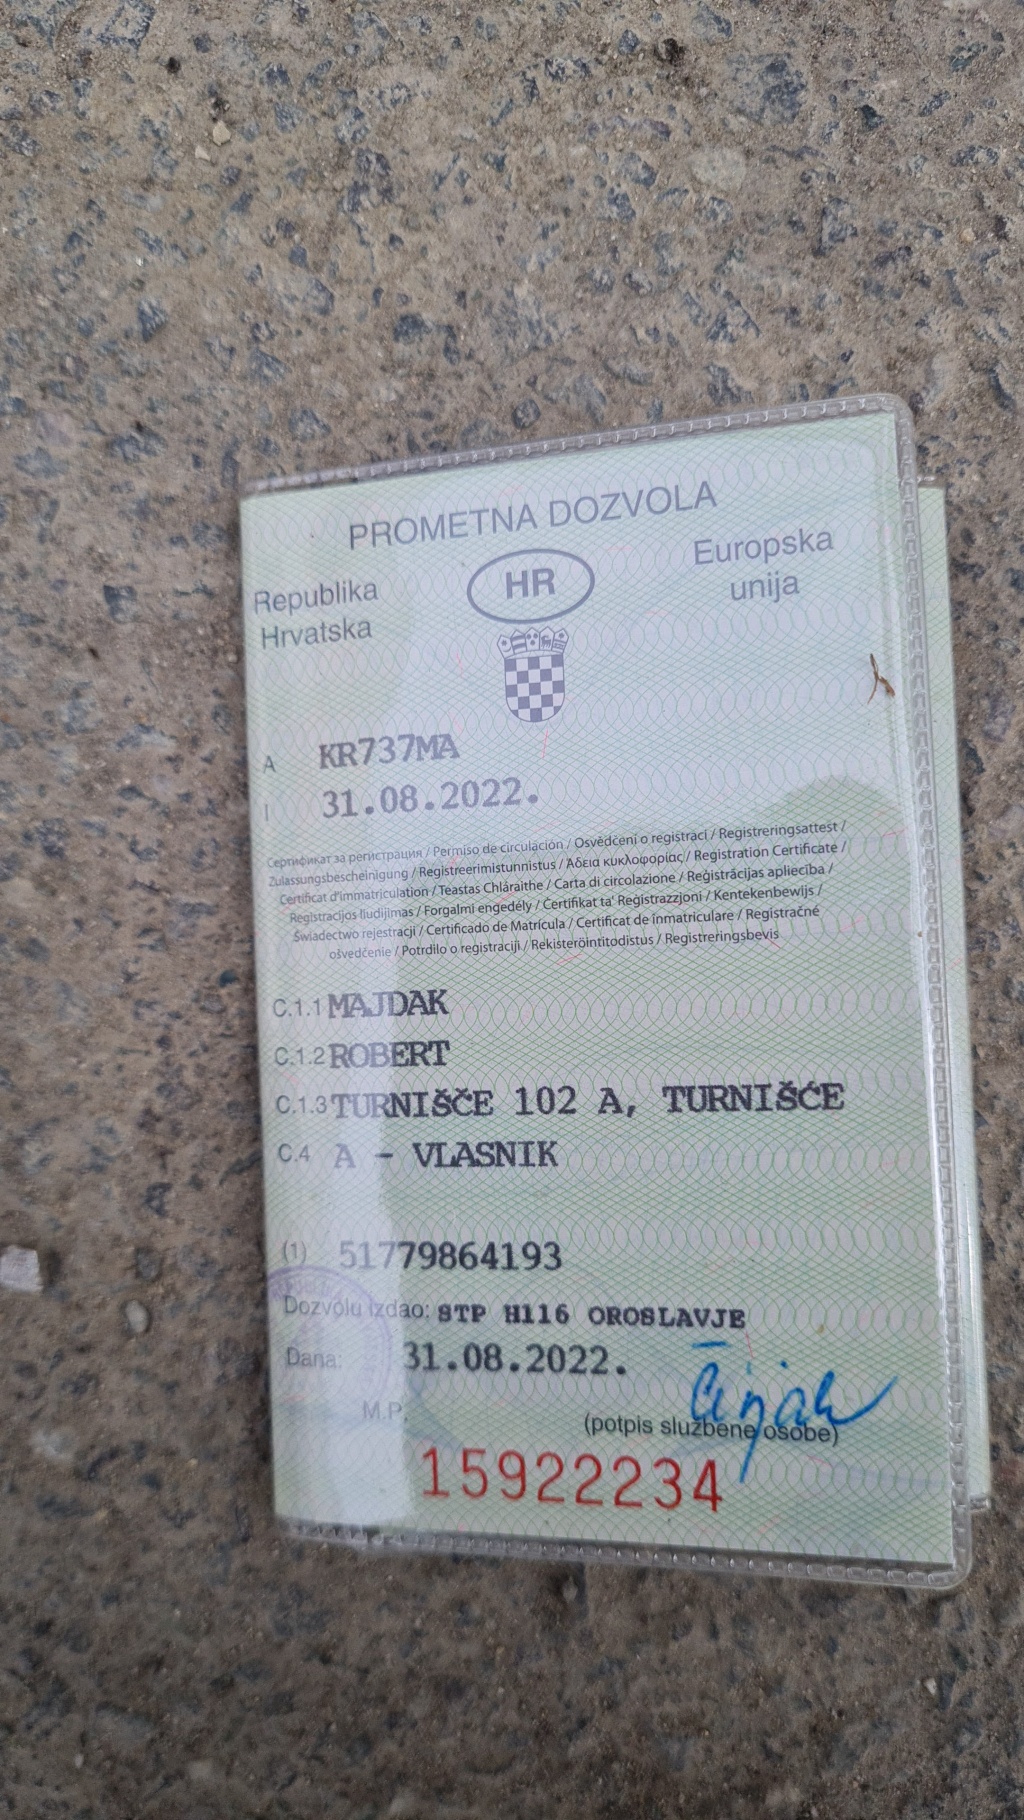 PROMETNA DOZVOLA
Republika
Hrvatska
HR
Europska
unija
A KR737MA
I 31.08.2022.
Сертификат за регистрация / Permiso de circulación / Osvědčení o registraci / Registreringsattest /
Zulassungsbescheinigung / Registreerimistunnistus / Άδεια κυκλοφορίας / Registration Certificate /
Certificat d'immatriculation / Teastas Chláraithe / Carta di circolazione / Reģistrācijas apliecība /
Registracijos liudijimas / Forgalmi engedély / Ċertifikat ta' Reġistrazzjoni / Kentekenbewijs /
Świadectwo rejestracji / Certificado de Matrícula / Certificat de înmatriculare / Registračné
osvedčenie / Potrdilo o registraciji / Rekisteröintitodistus / Registreringsbevis
C.1.1 MAJDAK
C.1.2 ROBERT
C.1.3 TURNIŠČE 102 A, TURNIŠĆE
C.4 A - VLASNIK
(1) 51779864193
Dozvolu izdao: STP H116 OROSLAVJE
Dana: 31.08.2022.
M.P.
(potpis službene osobe)
15922234